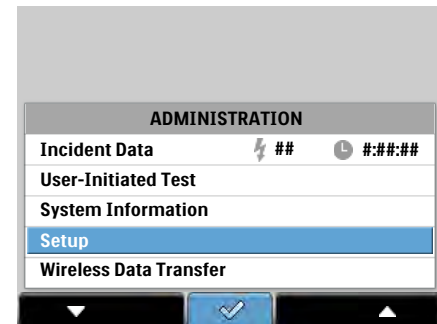 ADMINISTRATION
Incident Data ## #:##:##
User-Initiated Test
System Information
Setup
Wireless Data Transfer